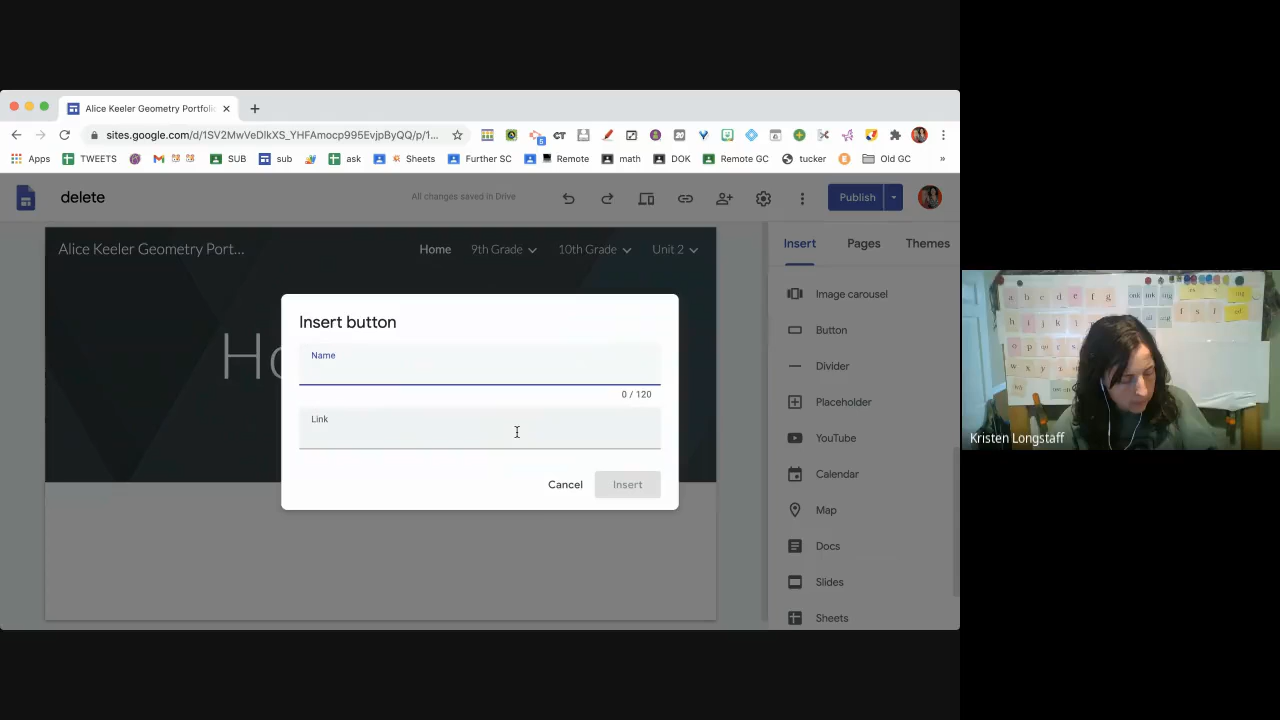 Alice Keeler Geometry Portfolio
sites.google.com/d/1SV2MwVeDIkXS_YHFAmocp995EvjpByQQ/p/1...
Apps TWEETS SUB sub ask Sheets Further SC Remote math DOK Remote GC tucker Old GC »
delete All changes saved in Drive Publish
Alice Keeler Geometry Port... Home 9th Grade 10th Grade Unit 2
Insert Pages Themes
Ho
Insert button
Name
0 / 120
Link
Cancel Insert
Image carousel
Button
Divider
Placeholder
YouTube
Calendar
Map
Docs
Slides
Sheets
a b c d e f g
h i j k l
o p
w x y z
Kristen Longstaff